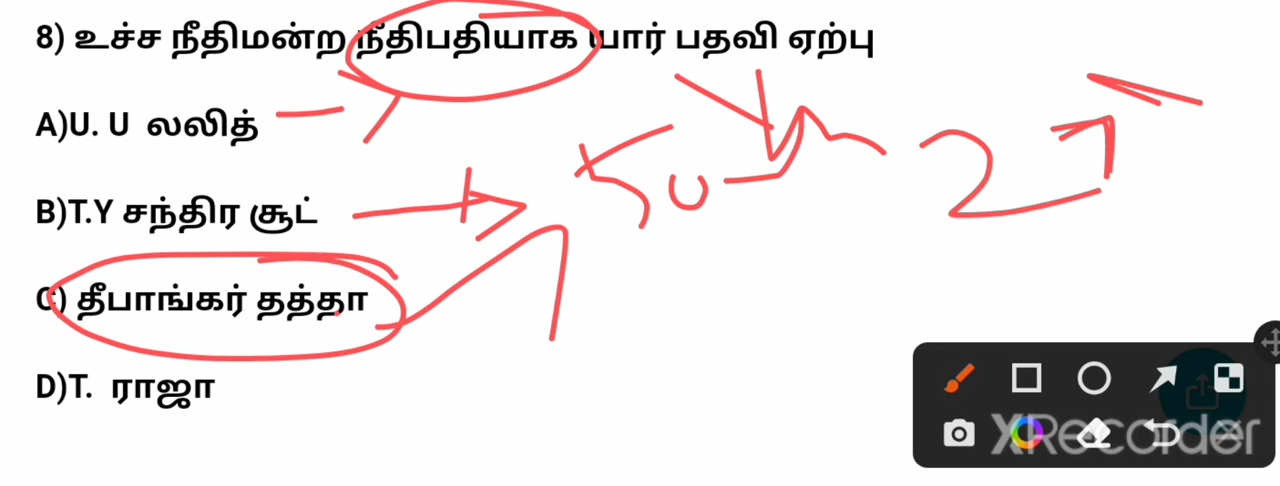 8) உச்ச நீதிமன்ற நீதிபதியாக யார் பதவி ஏற்பு
A)U. U லலித்
B)T.Y சந்திர சூட்
C) தீபாங்கர் தத்தா
D)T. ராஜா
XRecorder